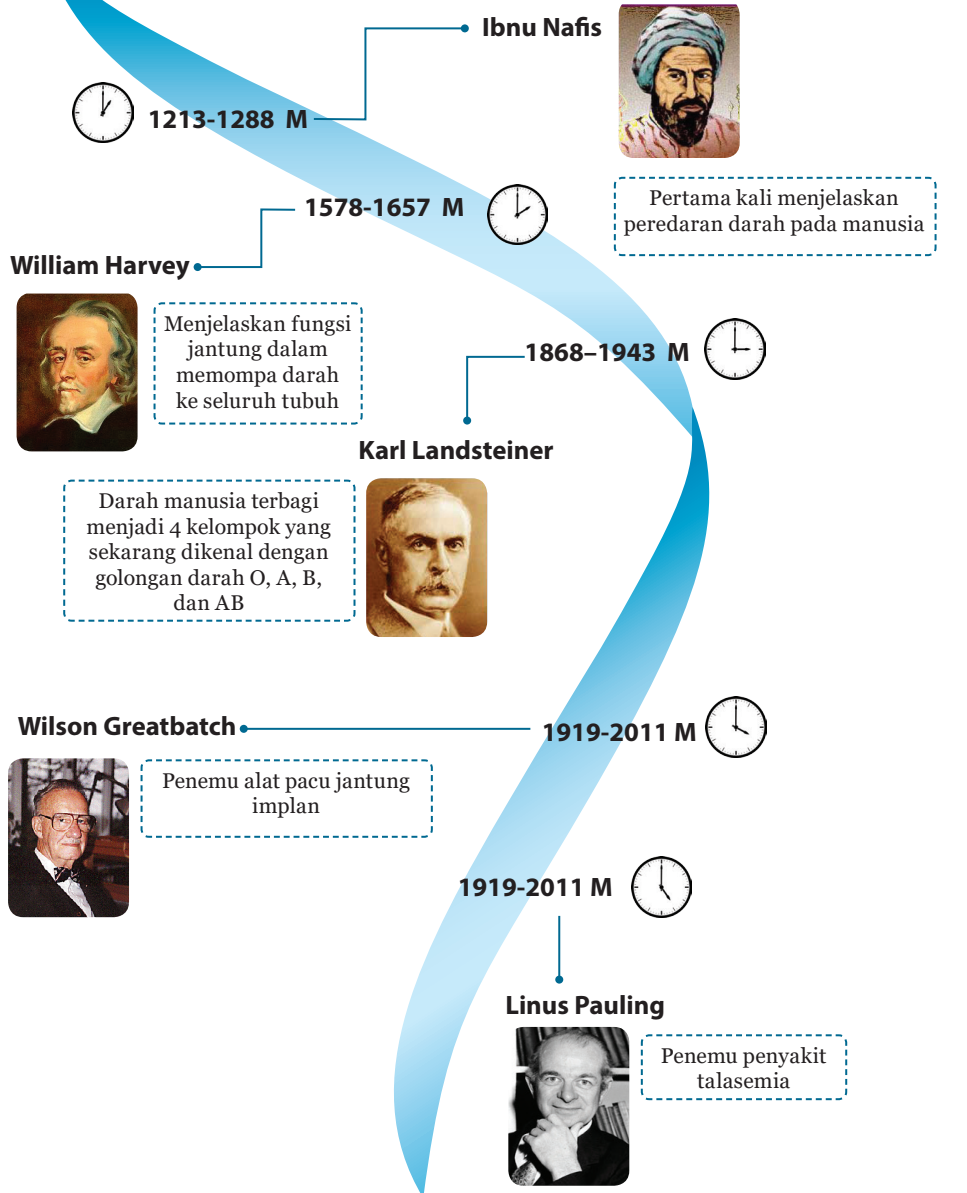 Ibnu Nafis
1213-1288 M
Pertama kali menjelaskan
peredaran darah pada manusia
1578-1657 M
William Harvey
Menjelaskan fungsi
jantung dalam
memompa darah
ke seluruh tubuh
1868–1943 M
Karl Landsteiner
Darah manusia terbagi
menjadi 4 kelompok yang
sekarang dikenal dengan
golongan darah O, A, B,
dan AB
Wilson Greatbatch
1919-2011 M
Penemu alat pacu jantung
implan
1919-2011 M
Linus Pauling
Penemu penyakit
talasemia